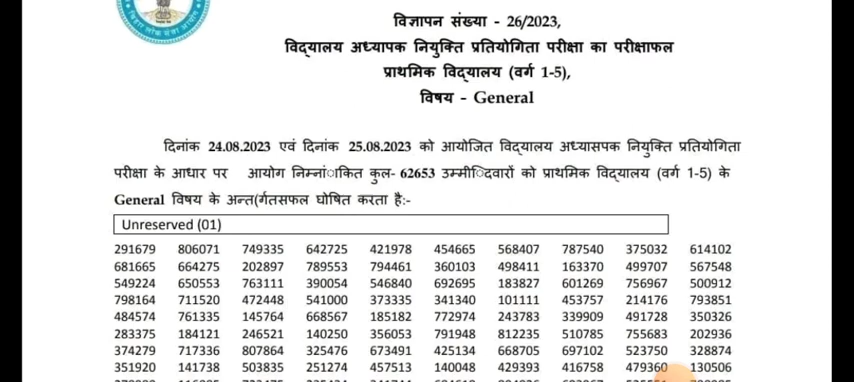 विज्ञापन संख्या - 26/2023,
विद्यालय अध्यापक नियुक्ति प्रतियोगिता परीक्षा का परीक्षाफल
प्राथमिक विद्यालय (वर्ग 1-5),
विषय - General
दिनांक 24.08.2023 एवं दिनांक 25.08.2023 को आयोजित विद्यालय अध्यासपक नियुक्ति प्रतियोगिता
परीक्षा के आधार पर आयोग निम्नांाकित कुल- 62653 उम्मीिदवारों को प्राथमिक विद्यालय (वर्ग 1-5) के
General विषय के अन्त(र्गतसफल घोषित करता है:-
Unreserved (01)
291679 806071 749335 642725 421978 454665 568407 787540 375032 614102
681665 664275 202897 789553 794461 360103 498411 163370 499707 567548
549224 650553 763111 390054 546840 692695 183827 601269 756967 500912
798164 711520 472448 541000 373335 341340 101111 453757 214176 793851
484574 761335 145764 668567 185182 772974 243783 339909 491728 350326
283375 184121 246521 140250 356053 791948 812235 510785 755683 202936
374279 717336 807864 325476 673491 425134 668705 697102 523750 328874
351920 141738 503835 251274 457513 140048 429393 416758 479360 130506